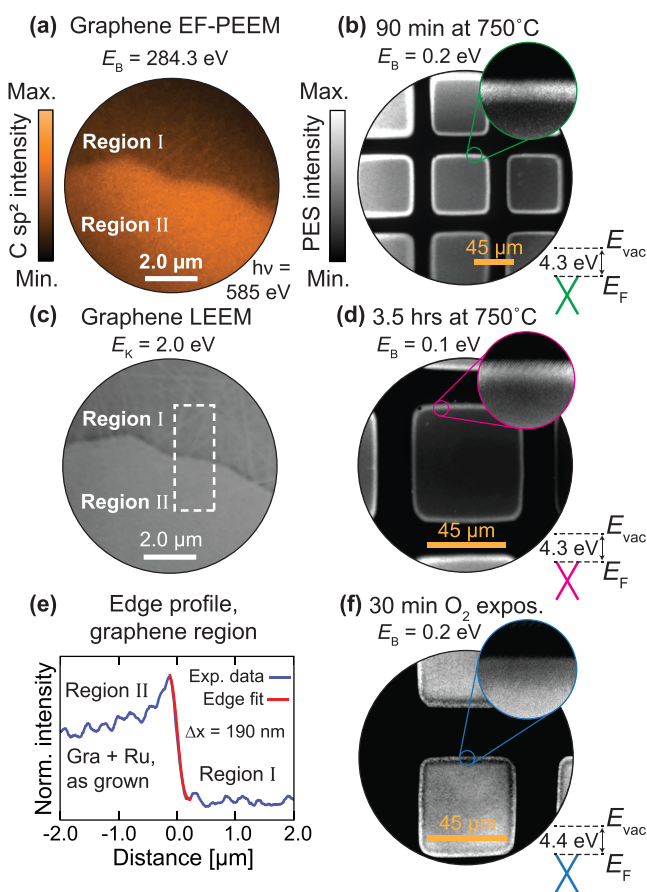 (a) Graphene EF-PEEM
E_B = 284.3 eV
Max.
C sp² intensity
Min.
Region I
Region II
2.0 µm
hν =
585 eV
(b) 90 min at 750˚C
E_B = 0.2 eV
Max.
PES intensity
Min.
45 µm
E_vac
4.3 eV
E_F
(c) Graphene LEEM
E_K = 2.0 eV
Region I
Region II
2.0 µm
(d) 3.5 hrs at 750˚C
E_B = 0.1 eV
45 µm
E_vac
4.3 eV
E_F
(e) Edge profile,
graphene region
Norm. intensity
Region II
Exp. data
Edge fit
Δx = 190 nm
Gra + Ru,
as grown
Region I
-2.0 -1.0 0.0 1.0 2.0
Distance [µm]
(f) 30 min O₂ expos.
E_B = 0.2 eV
45 µm
E_vac
4.4 eV
E_F